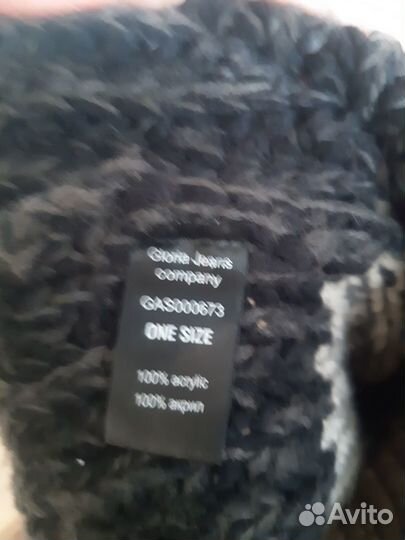 Gloria Jeans
company
GAS000673
ONE SIZE
100% acrylic
100% акрил
Avito